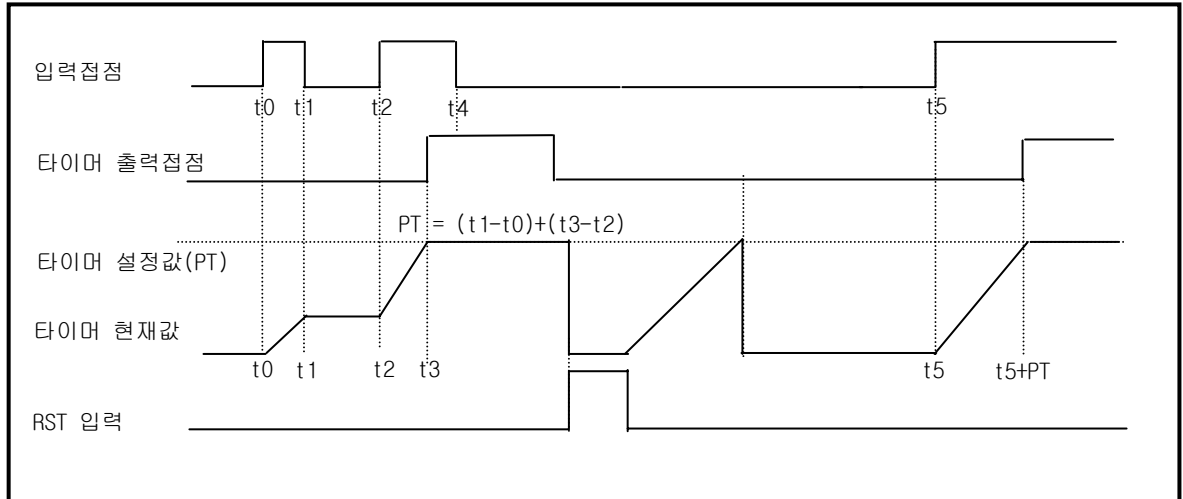 입력접점
t0 t1 t2 t4 t5
타이머 출력접점
PT = (t1-t0)+(t3-t2)
타이머 설정값(PT)
타이머 현재값
t0 t1 t2 t3 t5 t5+PT
RST 입력